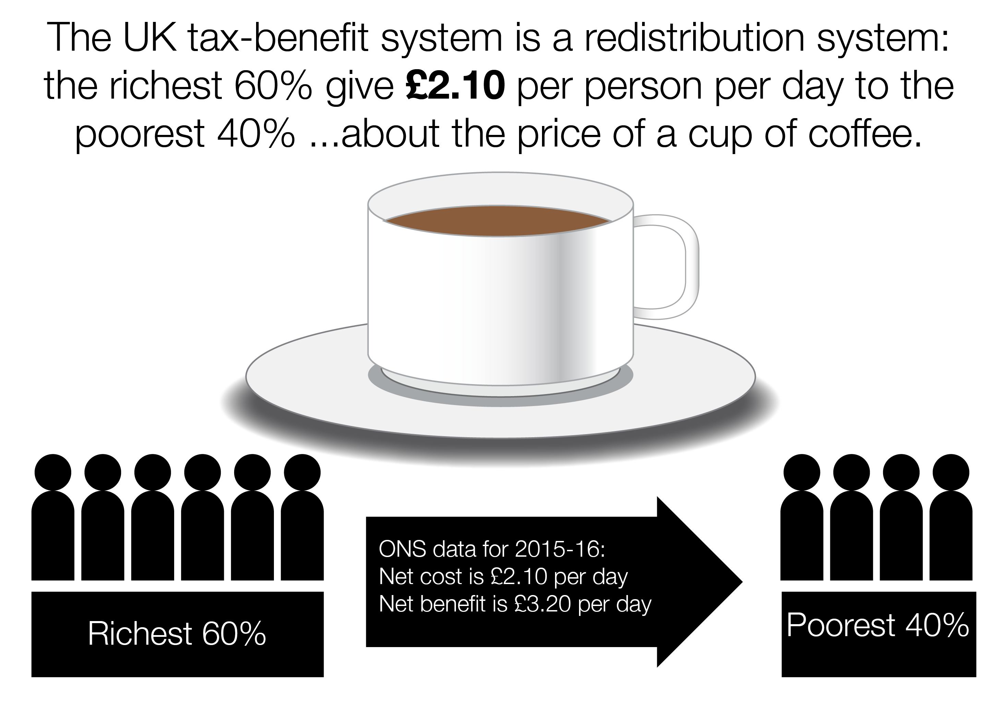 The UK tax-benefit system is a redistribution system:
the richest 60% give £2.10 per person per day to the
poorest 40% ...about the price of a cup of coffee.
ONS data for 2015-16:
Net cost is £2.10 per day
Net benefit is £3.20 per day
Richest 60%
Poorest 40%